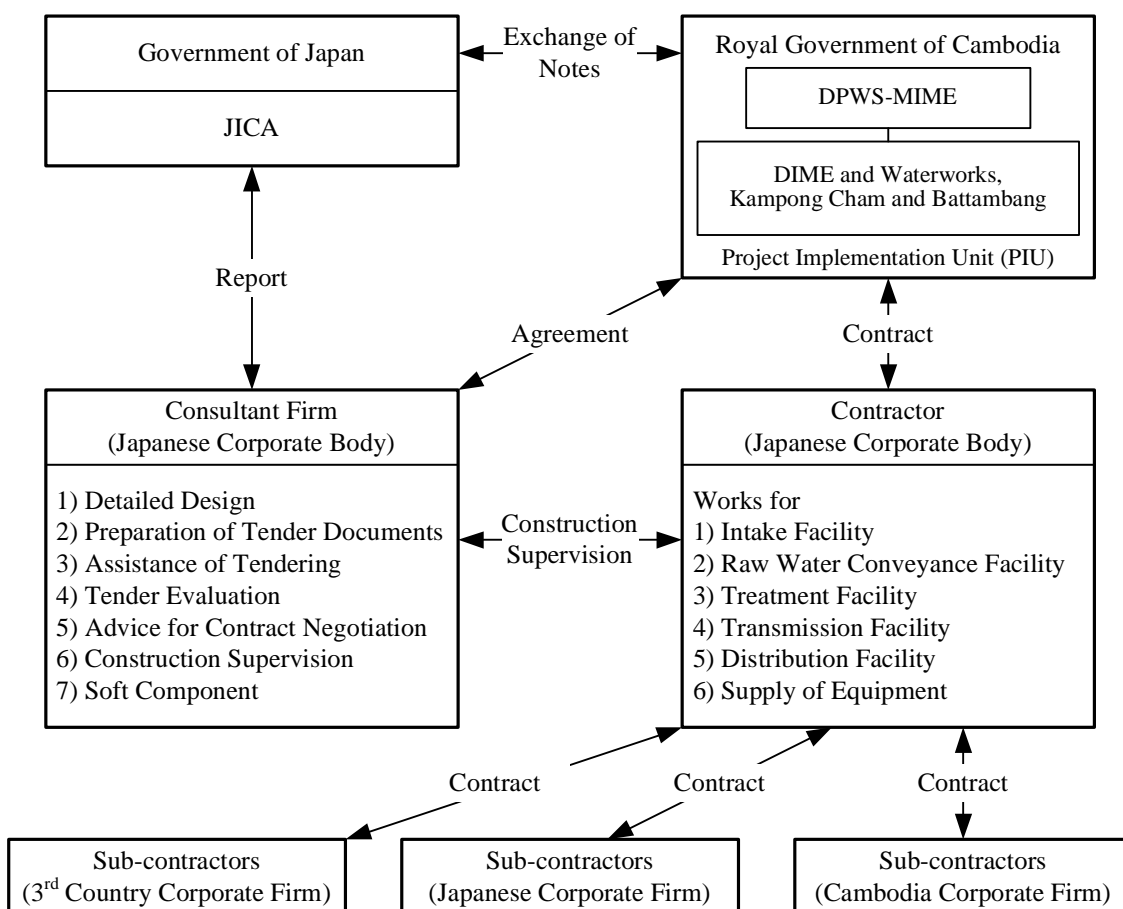 Government of Japan
JICA
Exchange of
Notes
Royal Government of Cambodia
DPWS-MIME
DIME and Waterworks,
Kampong Cham and Battambang
Project Implementation Unit (PIU)
Report
Agreement
Contract
Consultant Firm
(Japanese Corporate Body)
1) Detailed Design
2) Preparation of Tender Documents
3) Assistance of Tendering
4) Tender Evaluation
5) Advice for Contract Negotiation
6) Construction Supervision
7) Soft Component
Construction
Supervision
Contractor
(Japanese Corporate Body)
Works for
1) Intake Facility
2) Raw Water Conveyance Facility
3) Treatment Facility
4) Transmission Facility
5) Distribution Facility
6) Supply of Equipment
Contract
Contract
Contract
Sub-contractors
(3rd Country Corporate Firm)
Sub-contractors
(Japanese Corporate Firm)
Sub-contractors
(Cambodia Corporate Firm)